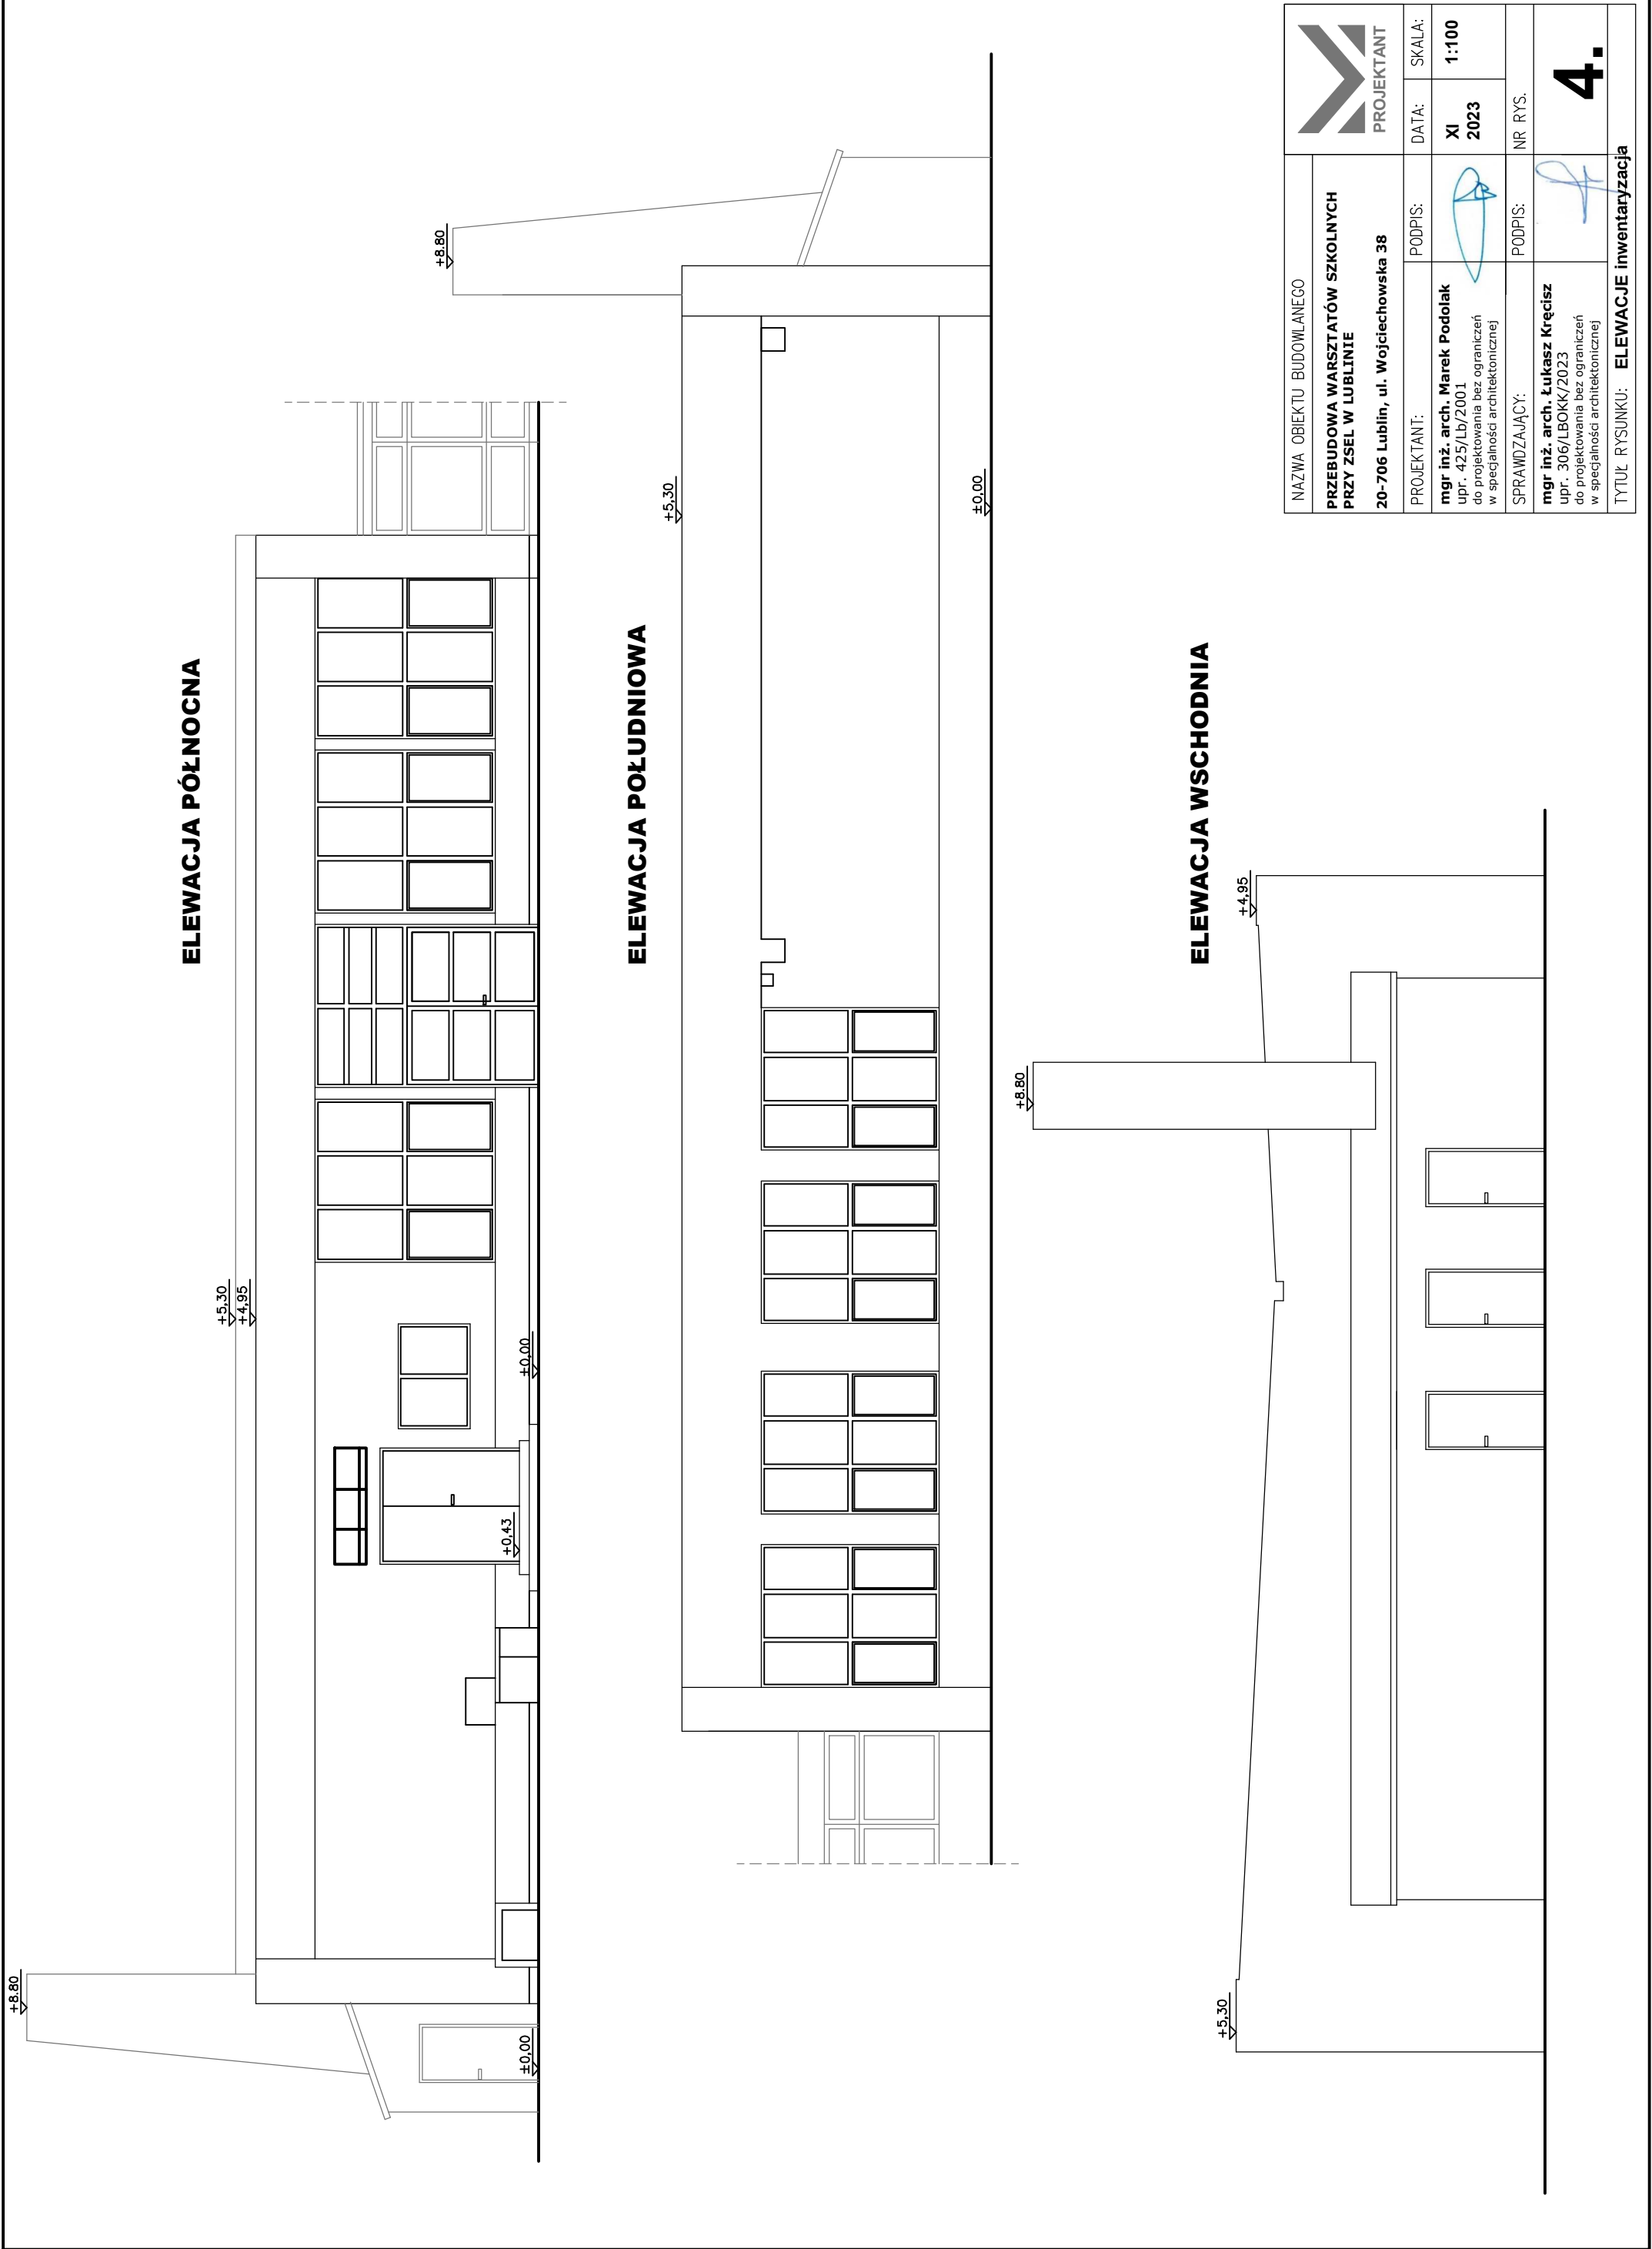 ELEWACJA PÓŁNOCNA
+8.80
+5,30
+4,95
±0,00
+0,43
±0,00
ELEWACJA POŁUDNIOWA
+8.80
+5,30
±0,00
ELEWACJA WSCHODNIA
+5,30
+8.80
+4,95
NAZWA OBIEKTU BUDOWLANEGO
PRZEBUDOWA WARSZTATÓW SZKOLNYCH
PRZY ZSEL W LUBLINIE
20-706 Lublin, ul. Wojciechowska 38
PROJEKTANT
PROJEKTANT:
PODPIS:
DATA:
SKALA:
mgr inż. arch. Marek Podolak
upr. 425/Lb/2001
do projektowania bez ograniczeń
w specjalności architektonicznej
XI
2023
1:100
SPRAWDZAJĄCY:
PODPIS:
NR RYS.
mgr inż. arch. Łukasz Kręcisz
upr. 306/LBOKK/2023
do projektowania bez ograniczeń
w specjalności architektonicznej
4.
TYTUŁ RYSUNKU: ELEWACJE inwentaryzacja